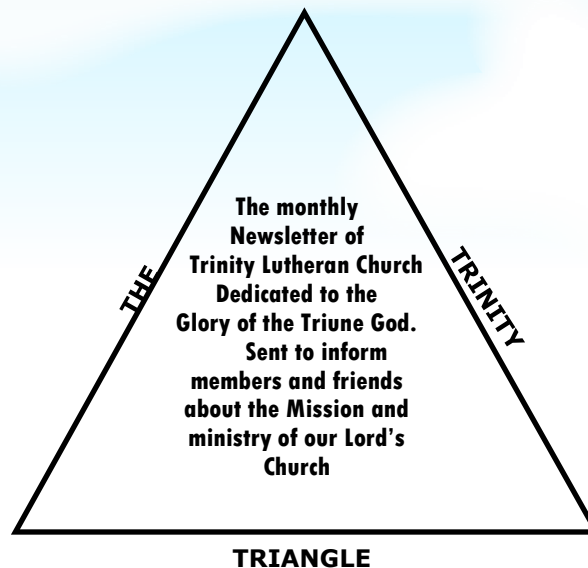 THE
TRINITY
The monthly
Newsletter of
Trinity Lutheran Church
Dedicated to the
Glory of the Triune God.
Sent to inform
members and friends
about the Mission and
ministry of our Lord's
Church
TRIANGLE